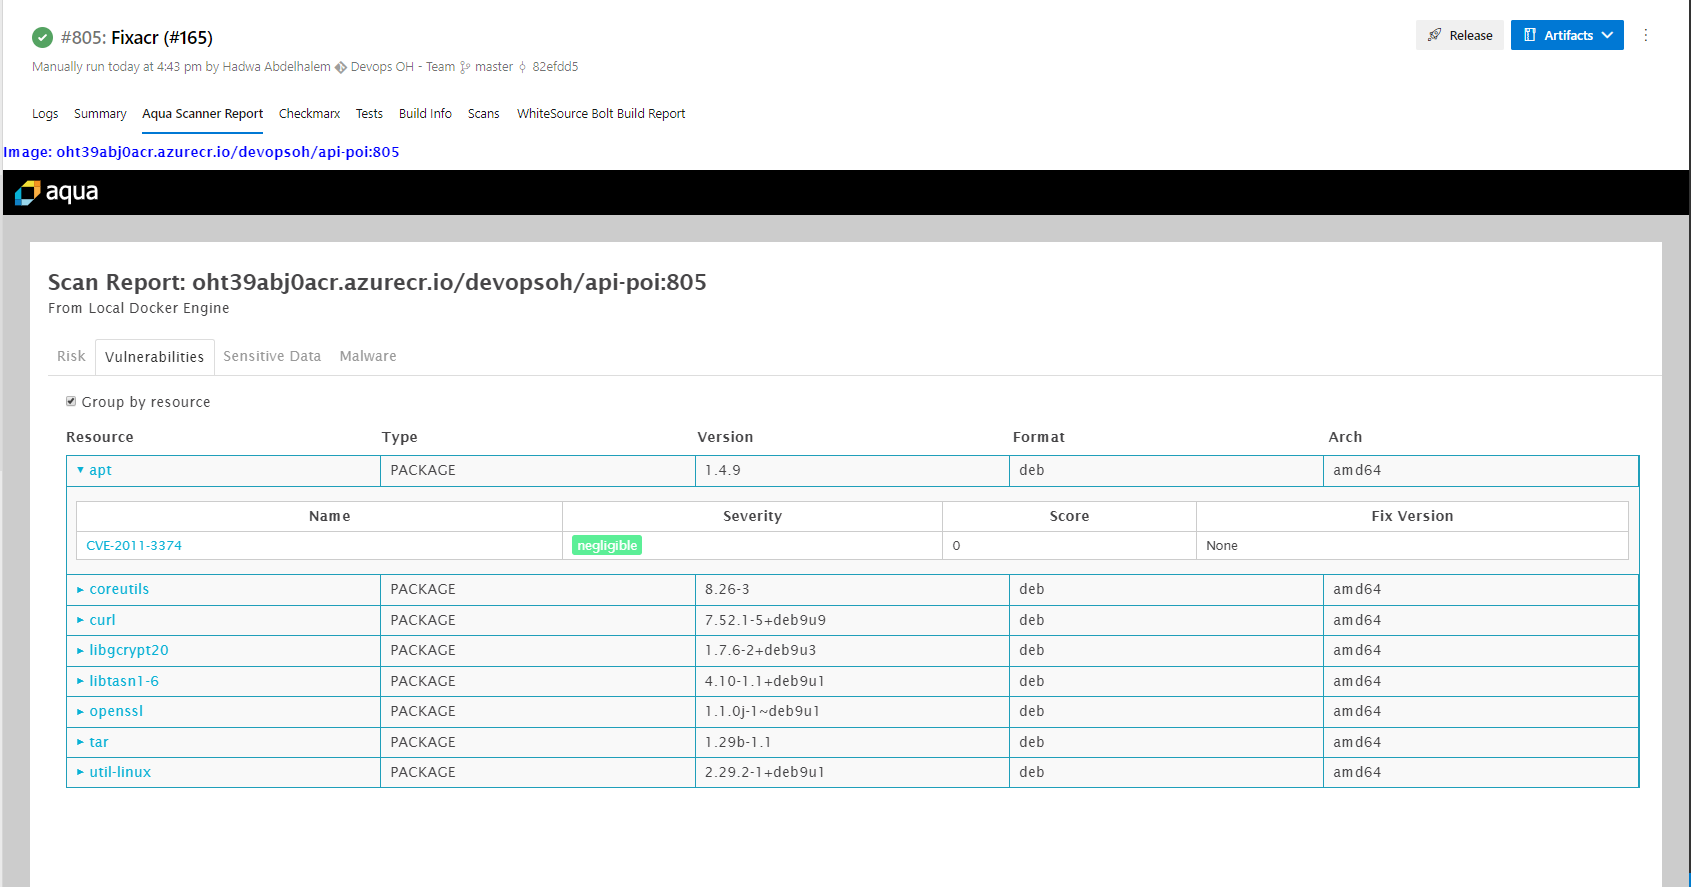 #805: Fixacr (#165)
Release
Artifacts
Manually run today at 4:43 pm by Hadwa Abdelhalem Devops OH - Team master 82efdd5
Logs Summary Aqua Scanner Report Checkmarx Tests Build Info Scans WhiteSource Bolt Build Report
Image: oht39abj0acr.azurecr.io/devopsoh/api-poi:805
aqua
Scan Report: oht39abj0acr.azurecr.io/devopsoh/api-poi:805
From Local Docker Engine
Risk Vulnerabilities Sensitive Data Malware
Group by resource
Resource Type Version Format Arch
apt PACKAGE 1.4.9 deb amd64
Name Severity Score Fix Version
CVE-2011-3374 negligible 0 None
coreutils PACKAGE 8.26-3 deb amd64
curl PACKAGE 7.52.1-5+deb9u9 deb amd64
libgcrypt20 PACKAGE 1.7.6-2+deb9u3 deb amd64
libtasn1-6 PACKAGE 4.10-1.1+deb9u1 deb amd64
openssl PACKAGE 1.1.0j-1~deb9u1 deb amd64
tar PACKAGE 1.29b-1.1 deb amd64
util-linux PACKAGE 2.29.2-1+deb9u1 deb amd64